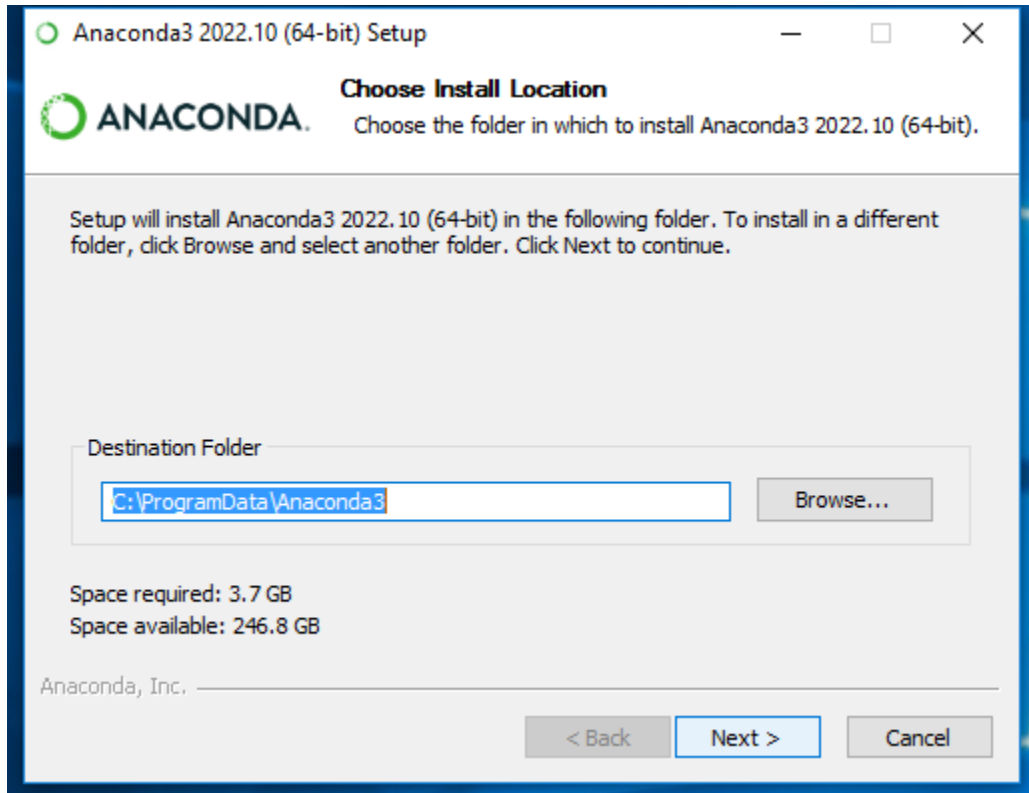 Anaconda3 2022.10 (64-bit) Setup
ANACONDA.
Choose Install Location
Choose the folder in which to install Anaconda3 2022.10 (64-bit).
Setup will install Anaconda3 2022.10 (64-bit) in the following folder. To install in a different
folder, click Browse and select another folder. Click Next to continue.
Destination Folder
C:\ProgramData\Anaconda3
Browse...
Space required: 3.7 GB
Space available: 246.8 GB
Anaconda, Inc.
< Back
Next >
Cancel